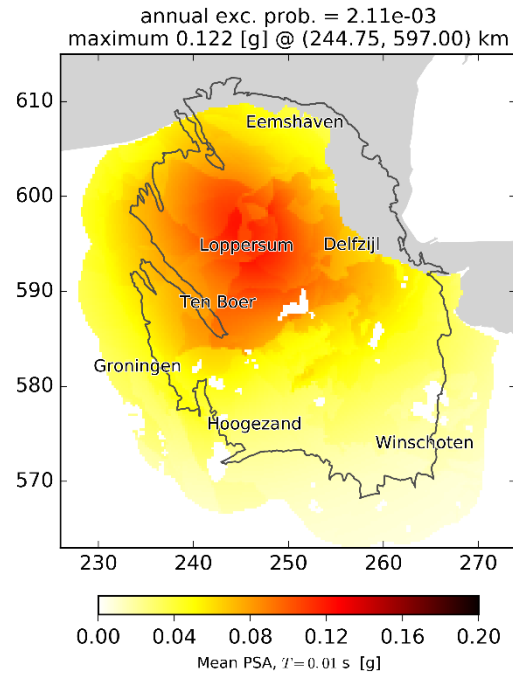 annual exc. prob. = 2.11e-03
maximum 0.122 [g] @ (244.75, 597.00) km
610
Eemshaven
600
Loppersum Delfzijl
590
Ten Boer
Groningen
580
Hoogezand
Winschoten
570
230 240 250 260 270
0.00 0.04 0.08 0.12 0.16 0.20
Mean PSA, T = 0.01 s [g]